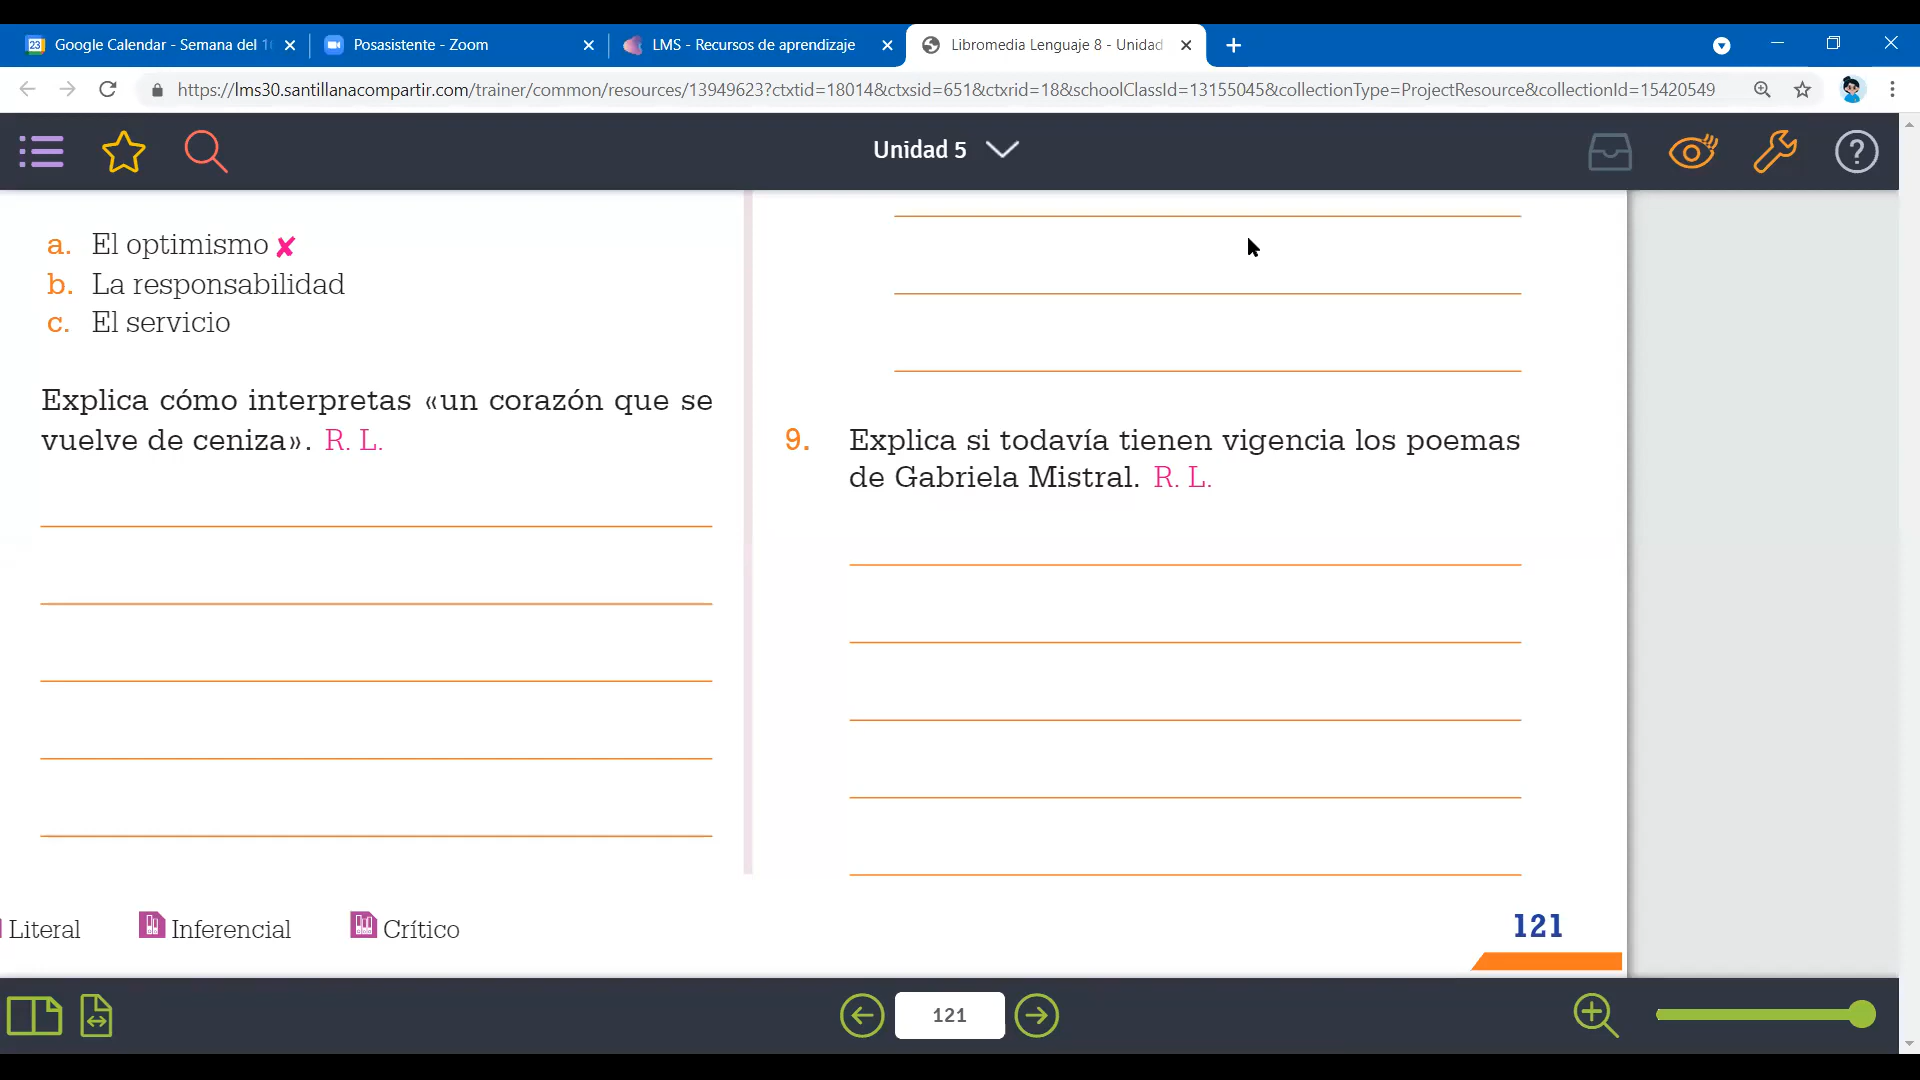 Google Calendar - Semana del 1
Posasistente - Zoom
LMS - Recursos de aprendizaje
Libromedia Lenguaje 8 - Unidad
https://lms30.santillanacompartir.com/trainer/common/resources/13949623?ctxtid=18014&ctxsid=651&ctxrid=18&schoolClassId=13155045&collectionType=ProjectResource&collectionId=15420549
Unidad 5
a. El optimismo ✘
b. La responsabilidad
c. El servicio
Explica cómo interpretas «un corazón que se
vuelve de ceniza». R. L.
9. Explica si todavía tienen vigencia los poemas
de Gabriela Mistral. R. L.
Literal Inferencial Crítico
121
121